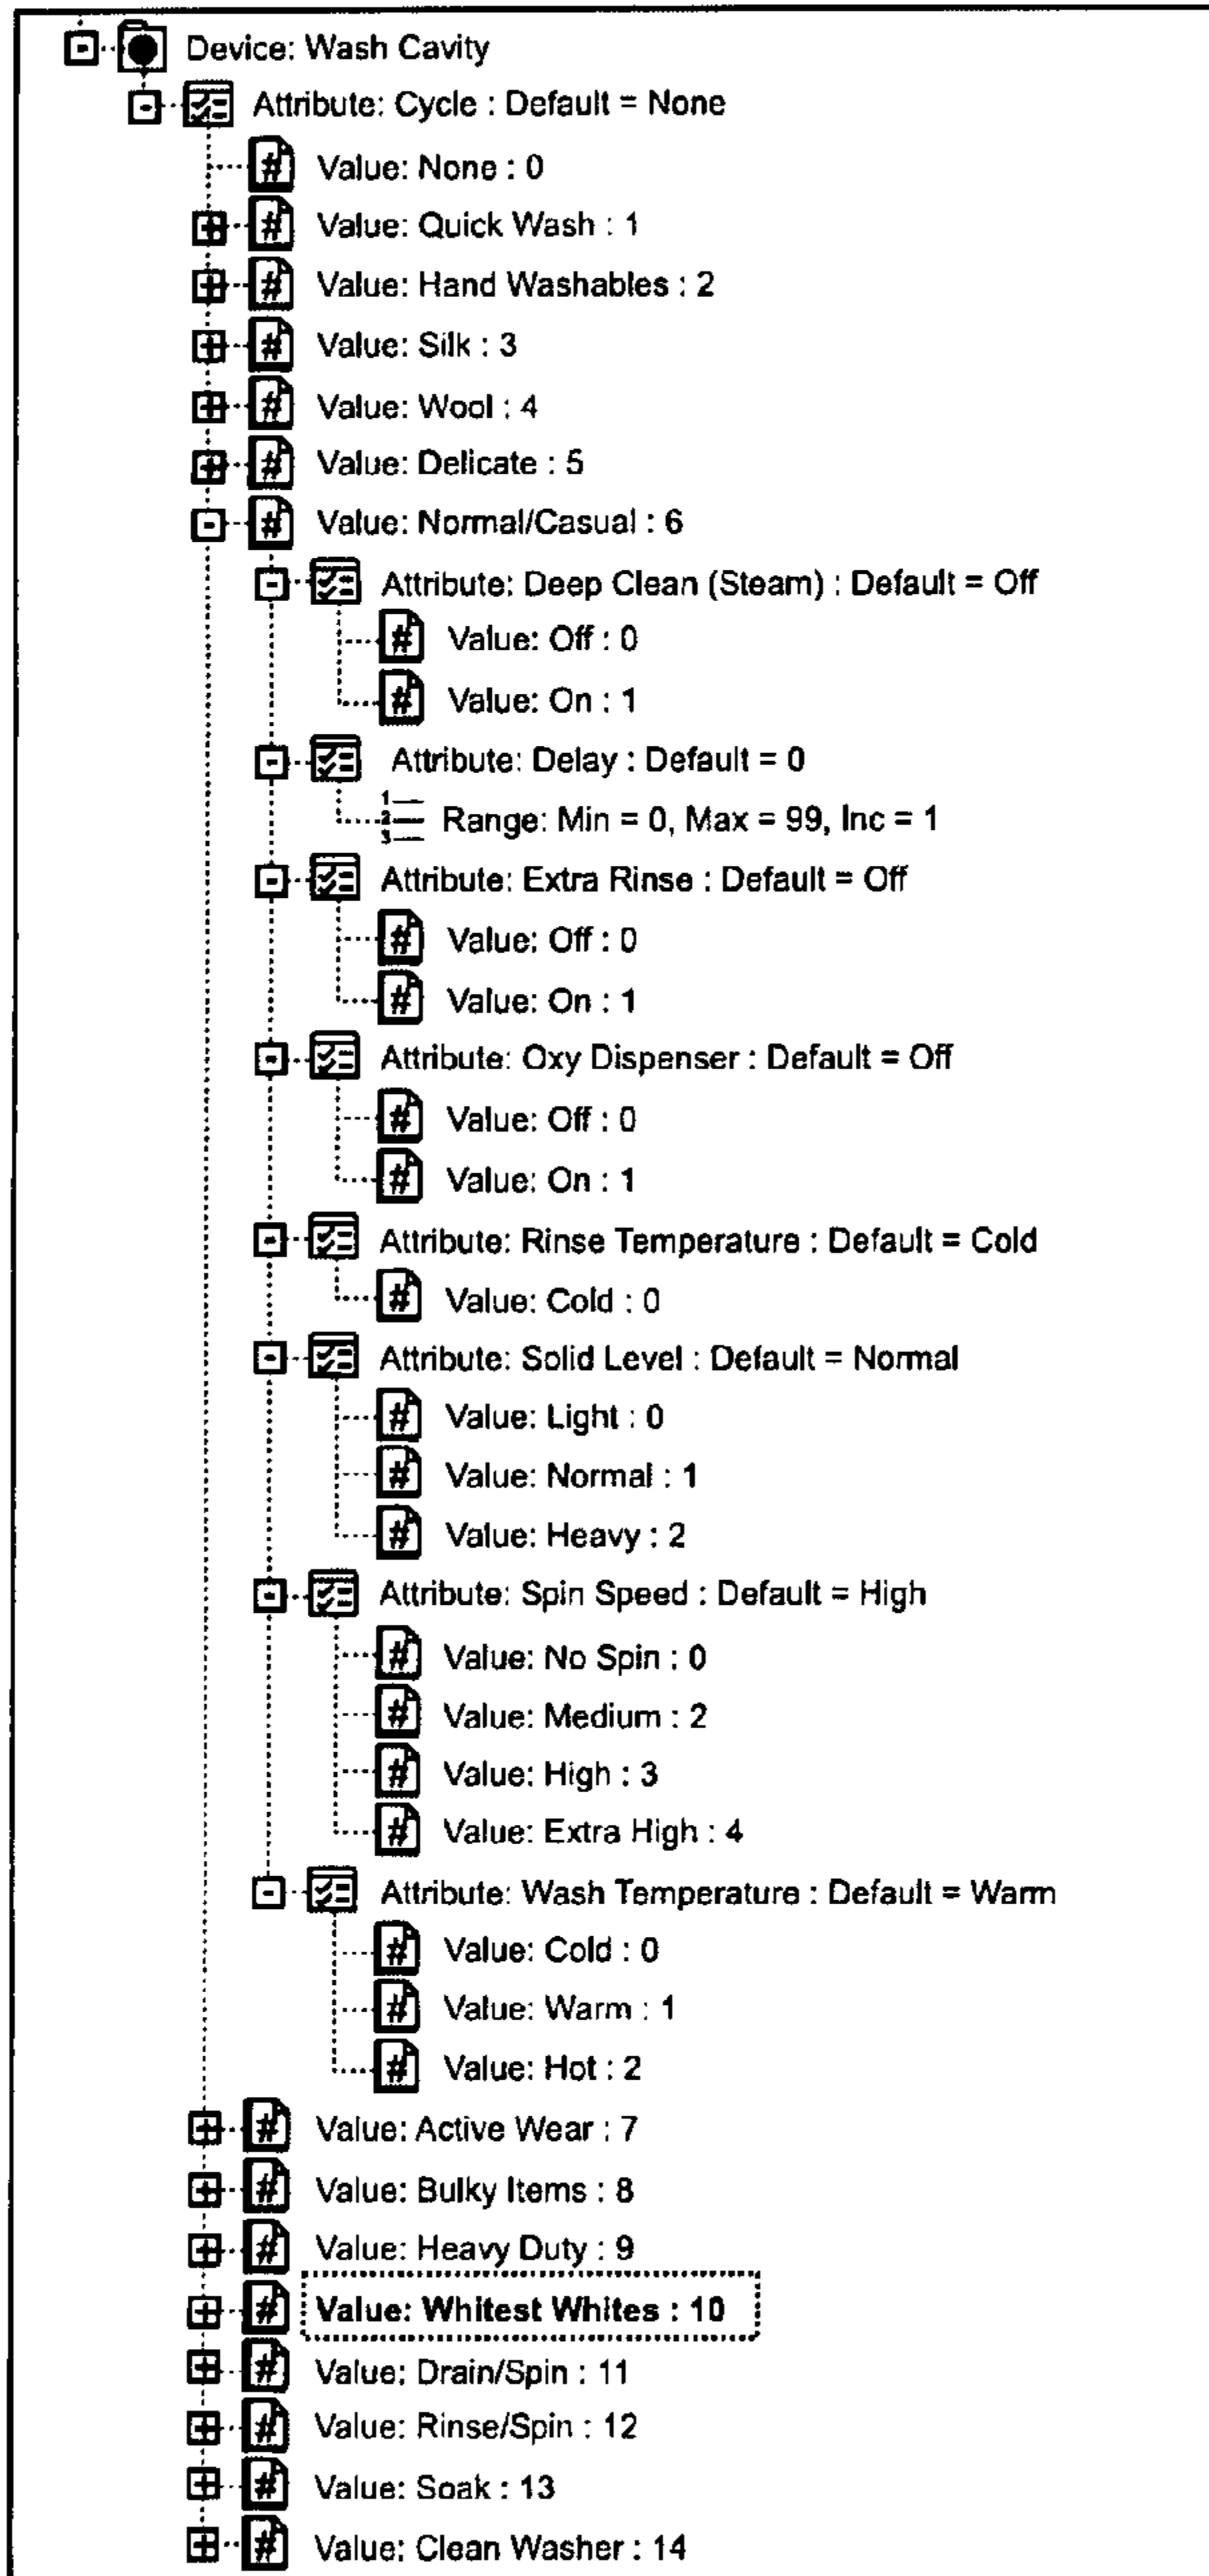 Device: Wash Cavity
Attribute: Cycle : Default = None
# Value: None : 0
# Value: Quick Wash : 1
# Value: Hand Washables : 2
# Value: Silk : 3
# Value: Wool : 4
# Value: Delicate : 5
# Value: Normal/Casual : 6
Attribute: Deep Clean (Steam) : Default = Off
# Value: Off : 0
# Value: On : 1
Attribute: Delay : Default = 0
1 2 3 Range: Min = 0, Max = 99, Inc = 1
Attribute: Extra Rinse : Default = Off
# Value: Off : 0
# Value: On : 1
Attribute: Oxy Dispenser : Default = Off
# Value: Off : 0
# Value: On : 1
Attribute: Rinse Temperature : Default = Cold
# Value: Cold : 0
Attribute: Solid Level : Default = Normal
# Value: Light : 0
# Value: Normal : 1
# Value: Heavy : 2
Attribute: Spin Speed : Default = High
# Value: No Spin : 0
# Value: Medium : 2
# Value: High : 3
# Value: Extra High : 4
Attribute: Wash Temperature : Default = Warm
# Value: Cold : 0
# Value: Warm : 1
# Value: Hot : 2
# Value: Active Wear : 7
# Value: Bulky Items : 8
# Value: Heavy Duty : 9
# Value: Whitest Whites : 10
# Value: Drain/Spin : 11
# Value: Rinse/Spin : 12
# Value: Soak : 13
# Value: Clean Washer : 14